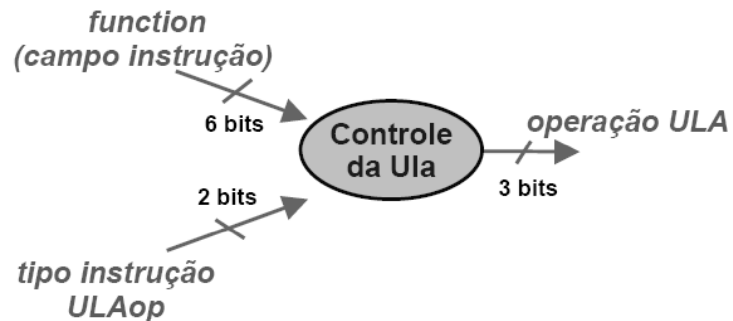 function
(campo instrução)
6 bits
Controle
da Ula
operação ULA
3 bits
2 bits
tipo instrução
ULAop